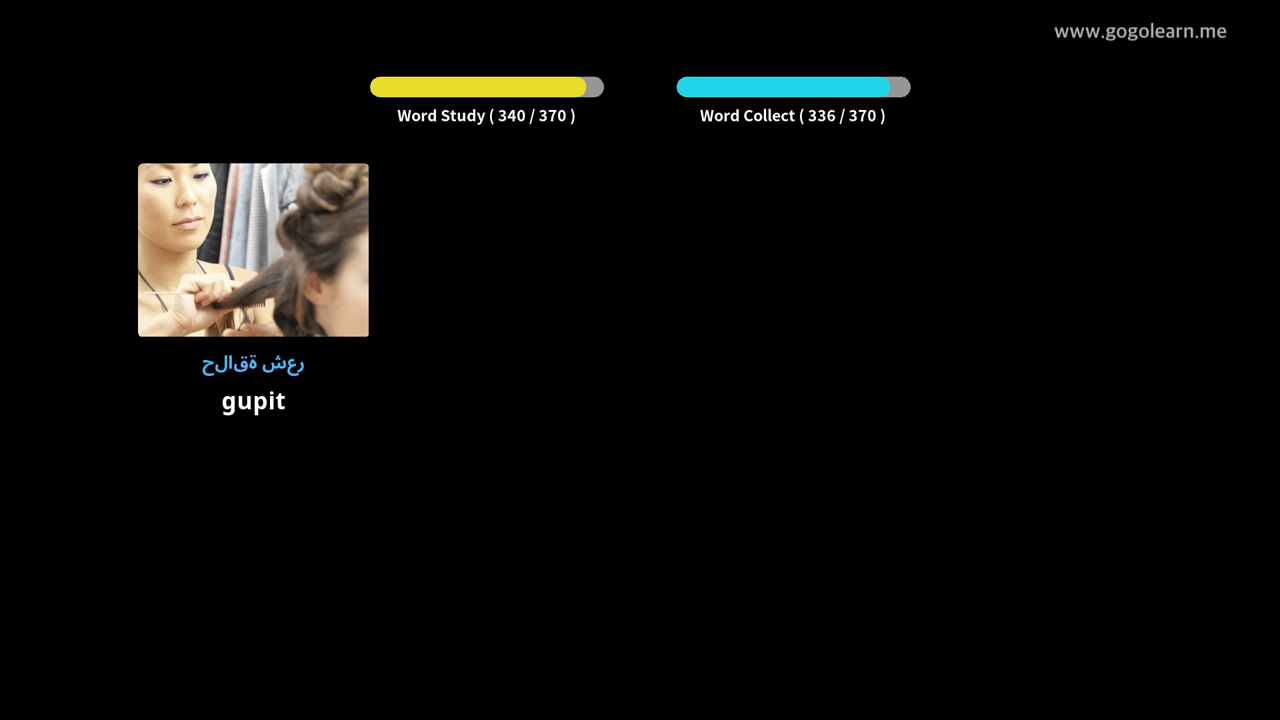 www.gogolearn.me
Word Study ( 340 / 370 )
Word Collect ( 336 / 370 )
رعش ةقالح
gupit